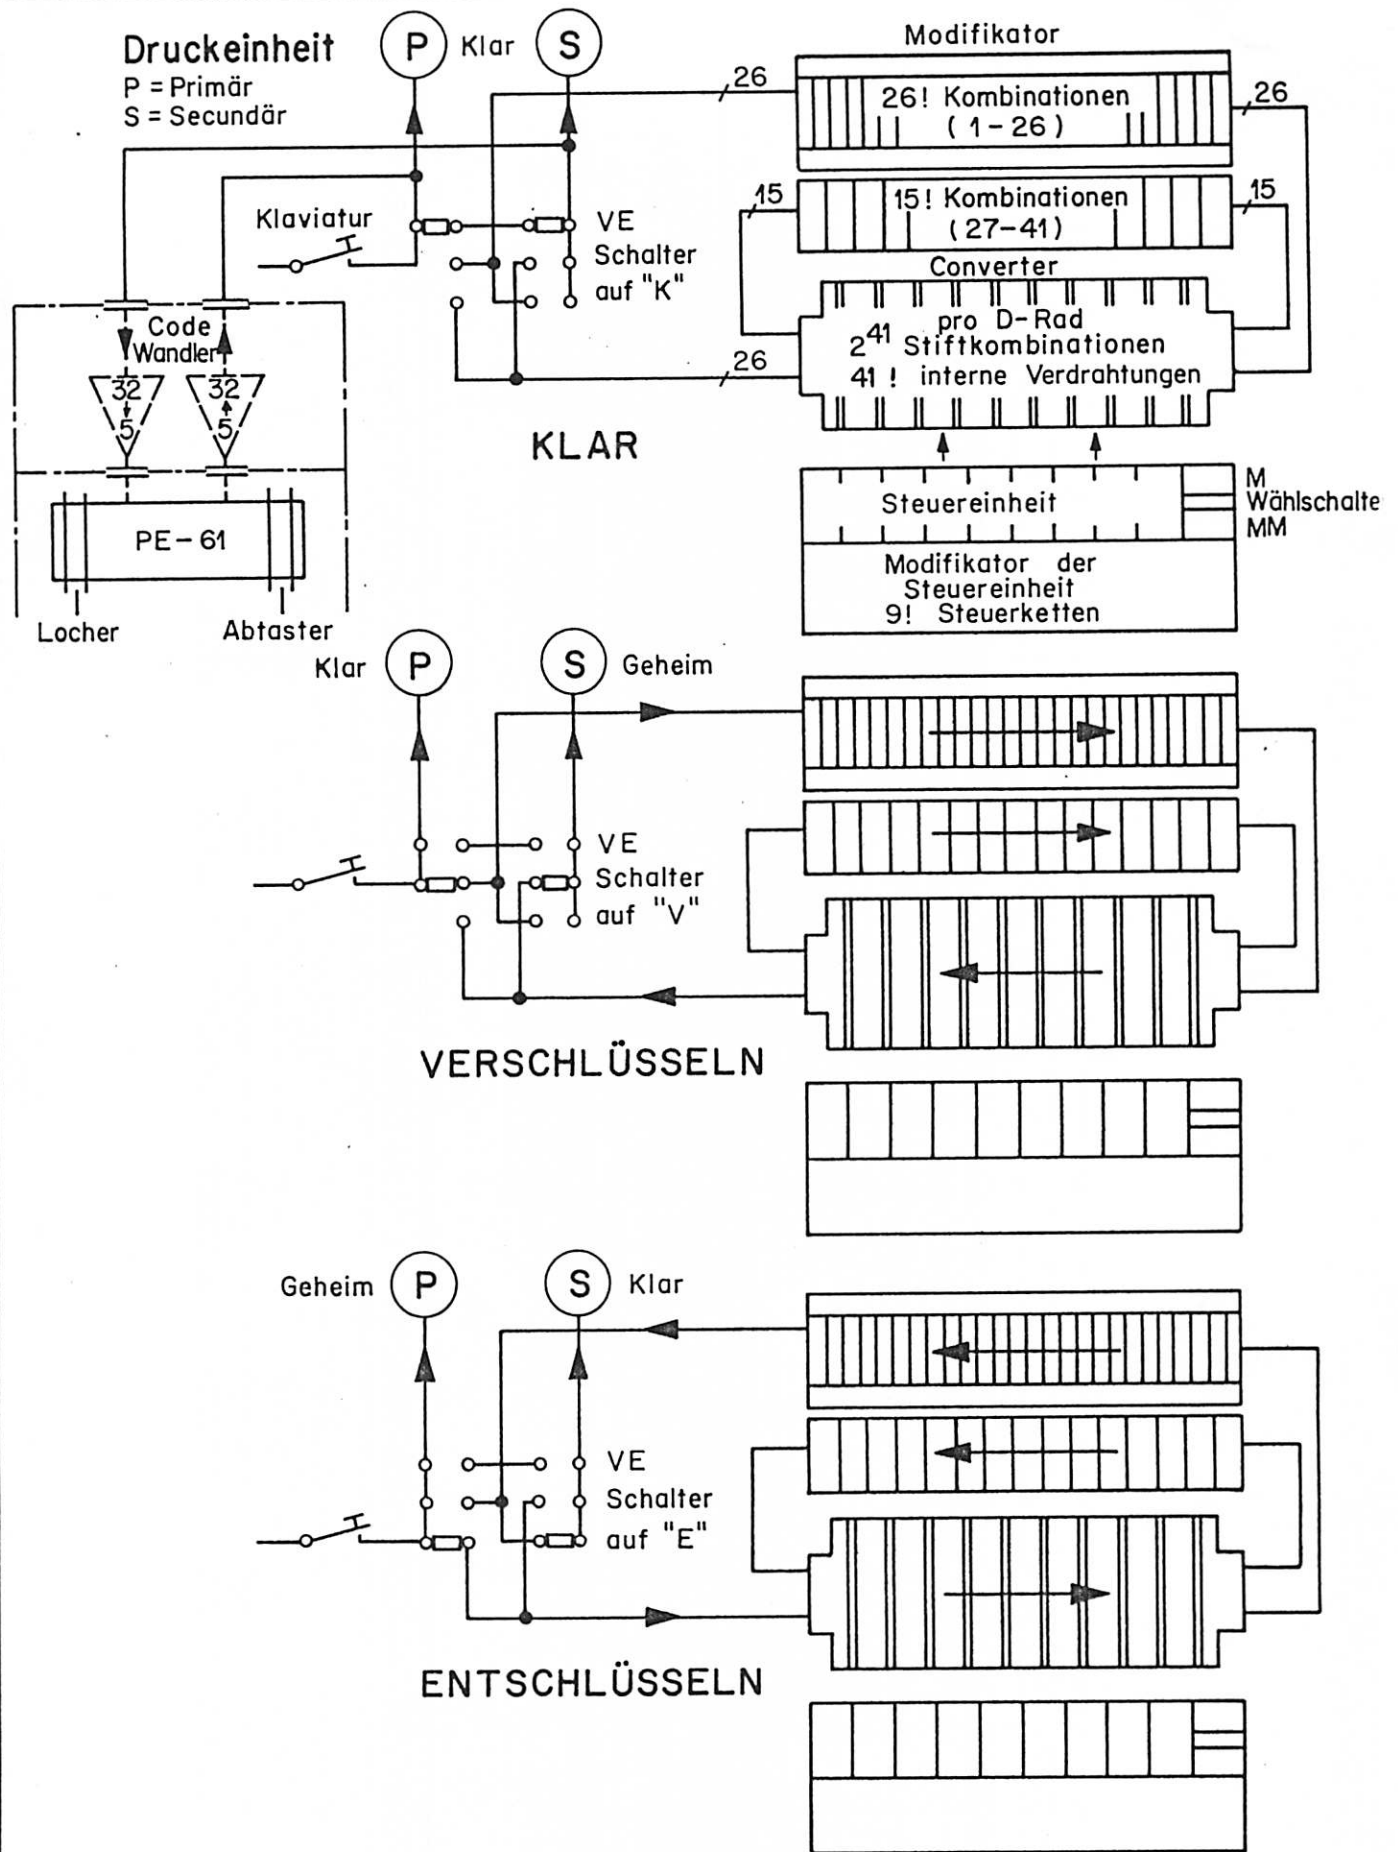 Druckeinheit
P = Primär
S = Secundär
P
Klar
S
Modifikator
26
26! Kombinationen
(1-26)
26
15
15! Kombinationen
(27-41)
15
Klaviatur
VE
Schalter
auf "K"
Converter
pro D-Rad
2⁴¹ Stiftkombinationen
41! interne Verdrahtungen
26
Code
Wandler
32
5
32
5
KLAR
PE-61
Locher
Abtaster
Steuereinheit
M
Wählschalte
MM
Modifikator der
Steuereinheit
9! Steuerketten
Klar
P
S
Geheim
VE
Schalter
auf "V"
VERSCHLÜSSELN
Geheim
P
S
Klar
VE
Schalter
auf "E"
ENTSCHLÜSSELN